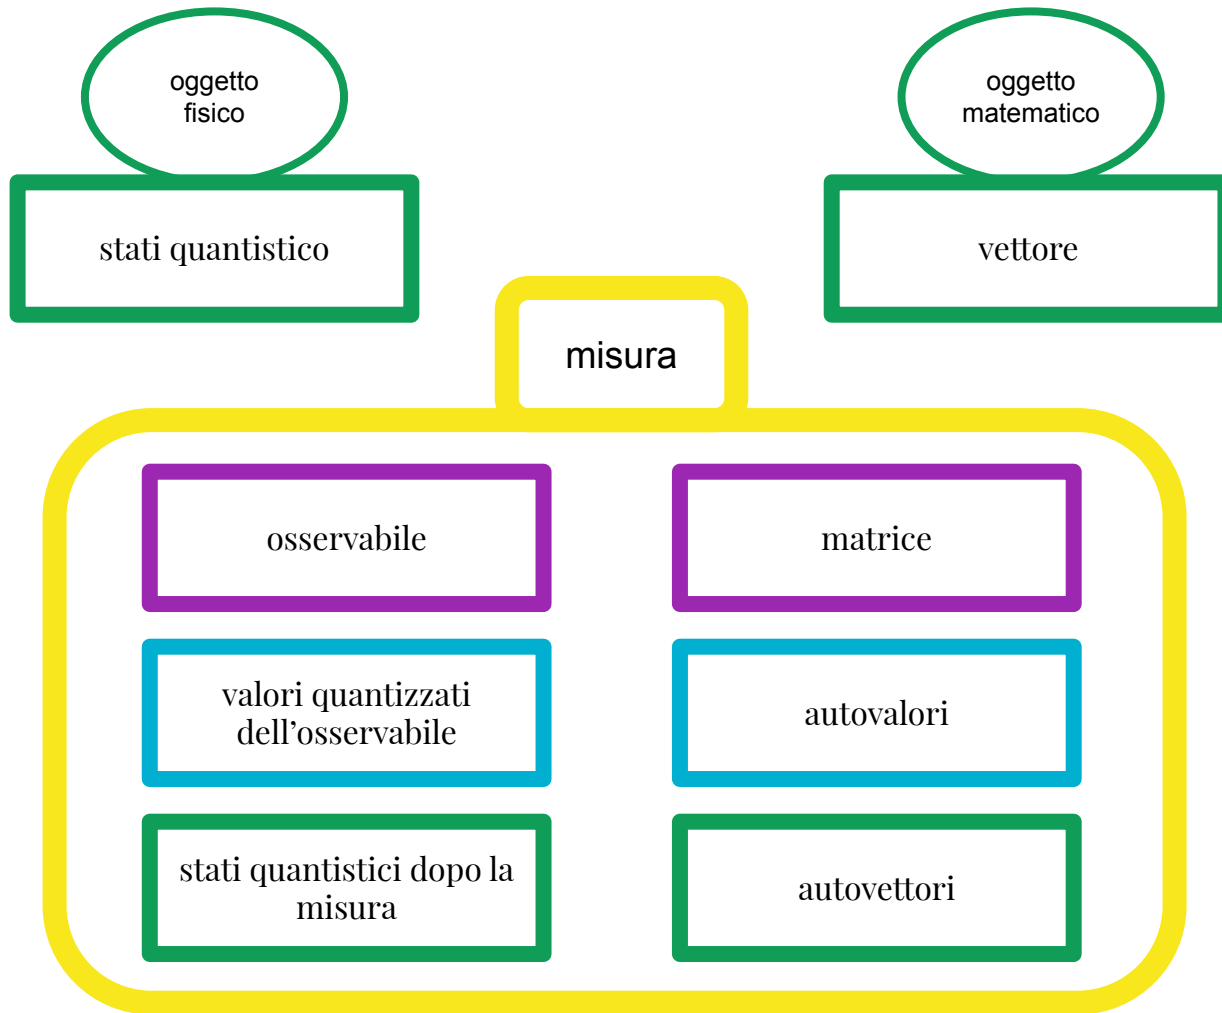 oggetto
fisico
oggetto
matematico
stati quantistico
vettore
misura
osservabile
matrice
valori quantizzati
dell’osservabile
autovalori
stati quantistici dopo la
misura
autovettori